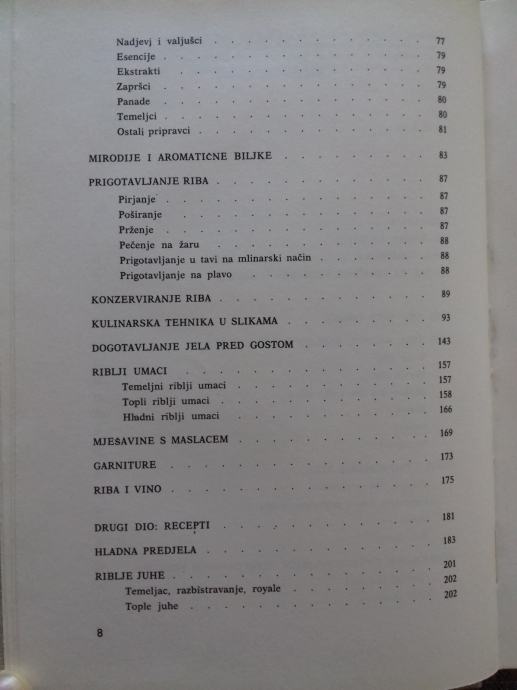 Nadjevj i valjušci . . . . . . . . . . . . . 77
Esencije . . . . . . . . . . . . . . . . 79
Ekstrakti . . . . . . . . . . . . . . . . 79
Zapršci . . . . . . . . . . . . . . . . 79
Panade . . . . . . . . . . . . . . . . 80
Temeljci . . . . . . . . . . . . . . . . 80
Ostali pripravci . . . . . . . . . . . . . . 81
MIRODIJE I AROMATIČNE BILJKE . . . . . . . . . 83
PRIGOTAVLJANJE RIBA . . . . . . . . . . . . . 87
Pirjanje . . . . . . . . . . . . . . . . 87
Poširanje . . . . . . . . . . . . . . . 87
Prženje . . . . . . . . . . . . . . . . 87
Pečenje na žaru . . . . . . . . . . . . . 88
Prigotavljanje u tavi na mlinarski način . . . . . . . 88
Prigotavljanje na plavo . . . . . . . . . . 88
KONZERVIRANJE RIBA . . . . . . . . . . . . 89
KULINARSKA TEHNIKA U SLIKAMA . . . . . . . . 93
DOGOTAVLJANJE JELA PRED GOSTOM . . . . . . . 143
RIBLJI UMACI . . . . . . . . . . . . . . . 157
Temeljni riblji umaci . . . . . . . . . . . 157
Topli riblji umaci . . . . . . . . . . . . 158
Hladni riblji umaci . . . . . . . . . . . . 166
MJEŠAVINE S MASLACEM . . . . . . . . . . . 169
GARNITURE . . . . . . . . . . . . . . . . 173
RIBA I VINO . . . . . . . . . . . . . . . 175
DRUGI DIO: RECEPTI . . . . . . . . . . . . 181
HLADNA PREDJELA . . . . . . . . . . . . . 183
RIBLJE JUHE . . . . . . . . . . . . . . . 201
Temeljac, razbistravanje, royale . . . . . . . . 202
Tople juhe . . . . . . . . . . . . . . . 202
8